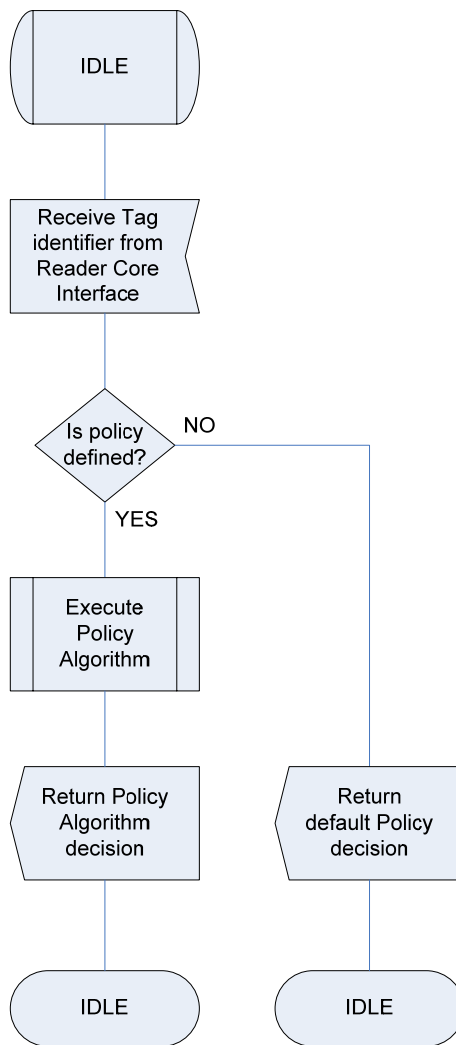 IDLE
Receive Tag
identifier from
Reader Core
Interface
Is policy
defined?
NO
YES
Execute
Policy
Algorithm
Return Policy
Algorithm
decision
Return
default Policy
decision
IDLE
IDLE